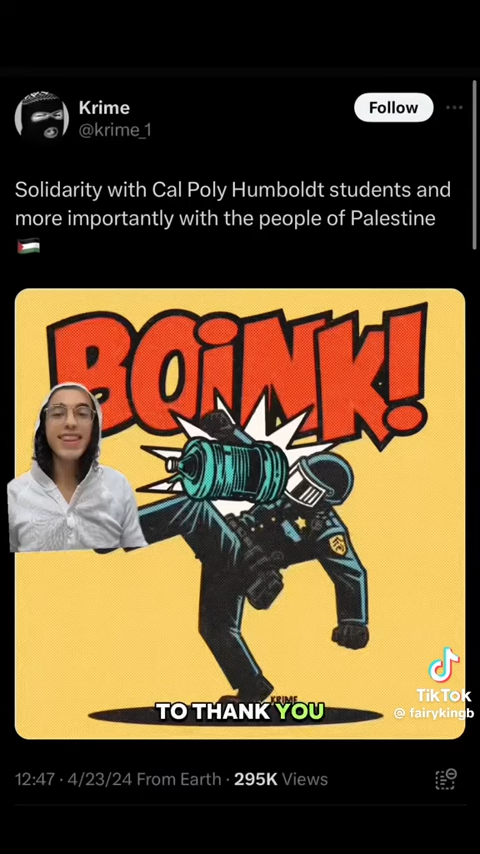 Krime
Follow
@krime_1
Solidarity with Cal Poly Humboldt students and
more importantly with the people of Palestine
BOiNK!
KRIME
TO THANK YOU
TikTok
@ fairykingb
12:47 · 4/23/24 From Earth · 295K Views